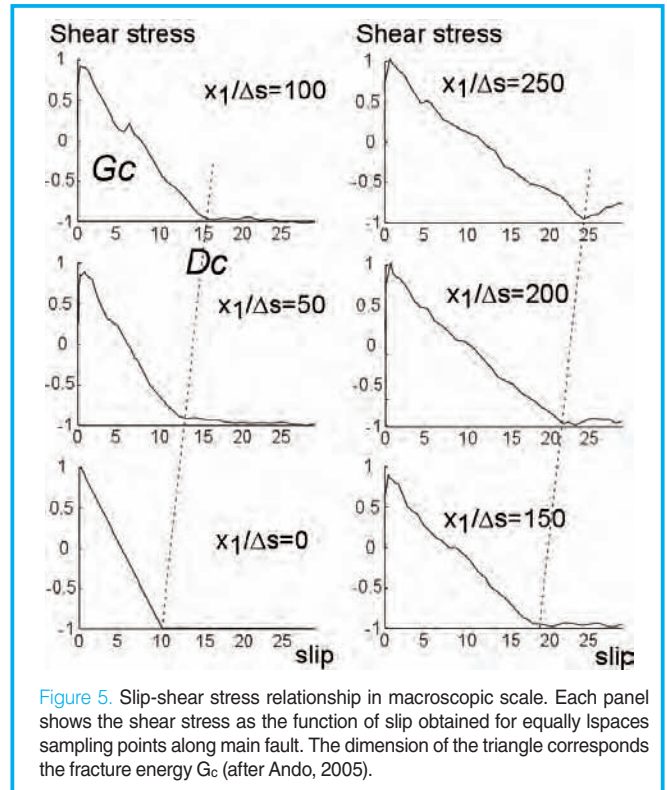 Shear stress
1
0.5
0
-0.5
-1
0 5 10 15 20 25
x1/Δs=100
Gc
Dc
1
0.5
0
-0.5
-1
0 5 10 15 20 25
x1/Δs=50
1
0
-0.5
-1
0 5 10 15 20 25
x1/Δs=0
slip
Shear stress
1
0.5
0
-0.5
-1
0 5 10 15 20 25
x1/Δs=250
1
0.5
0
-0.5
-1
0 5 10 15 20 25
x1/Δs=200
1
0.5
0
-0.5
-1
0 5 10 15 20 25
x1/Δs=150
slip
Figure 5. Slip-shear stress relationship in macroscopic scale. Each panel
shows the shear stress as the function of slip obtained for equally lspaces
sampling points along main fault. The dimension of the triangle corresponds
the fracture energy Gc (after Ando, 2005).